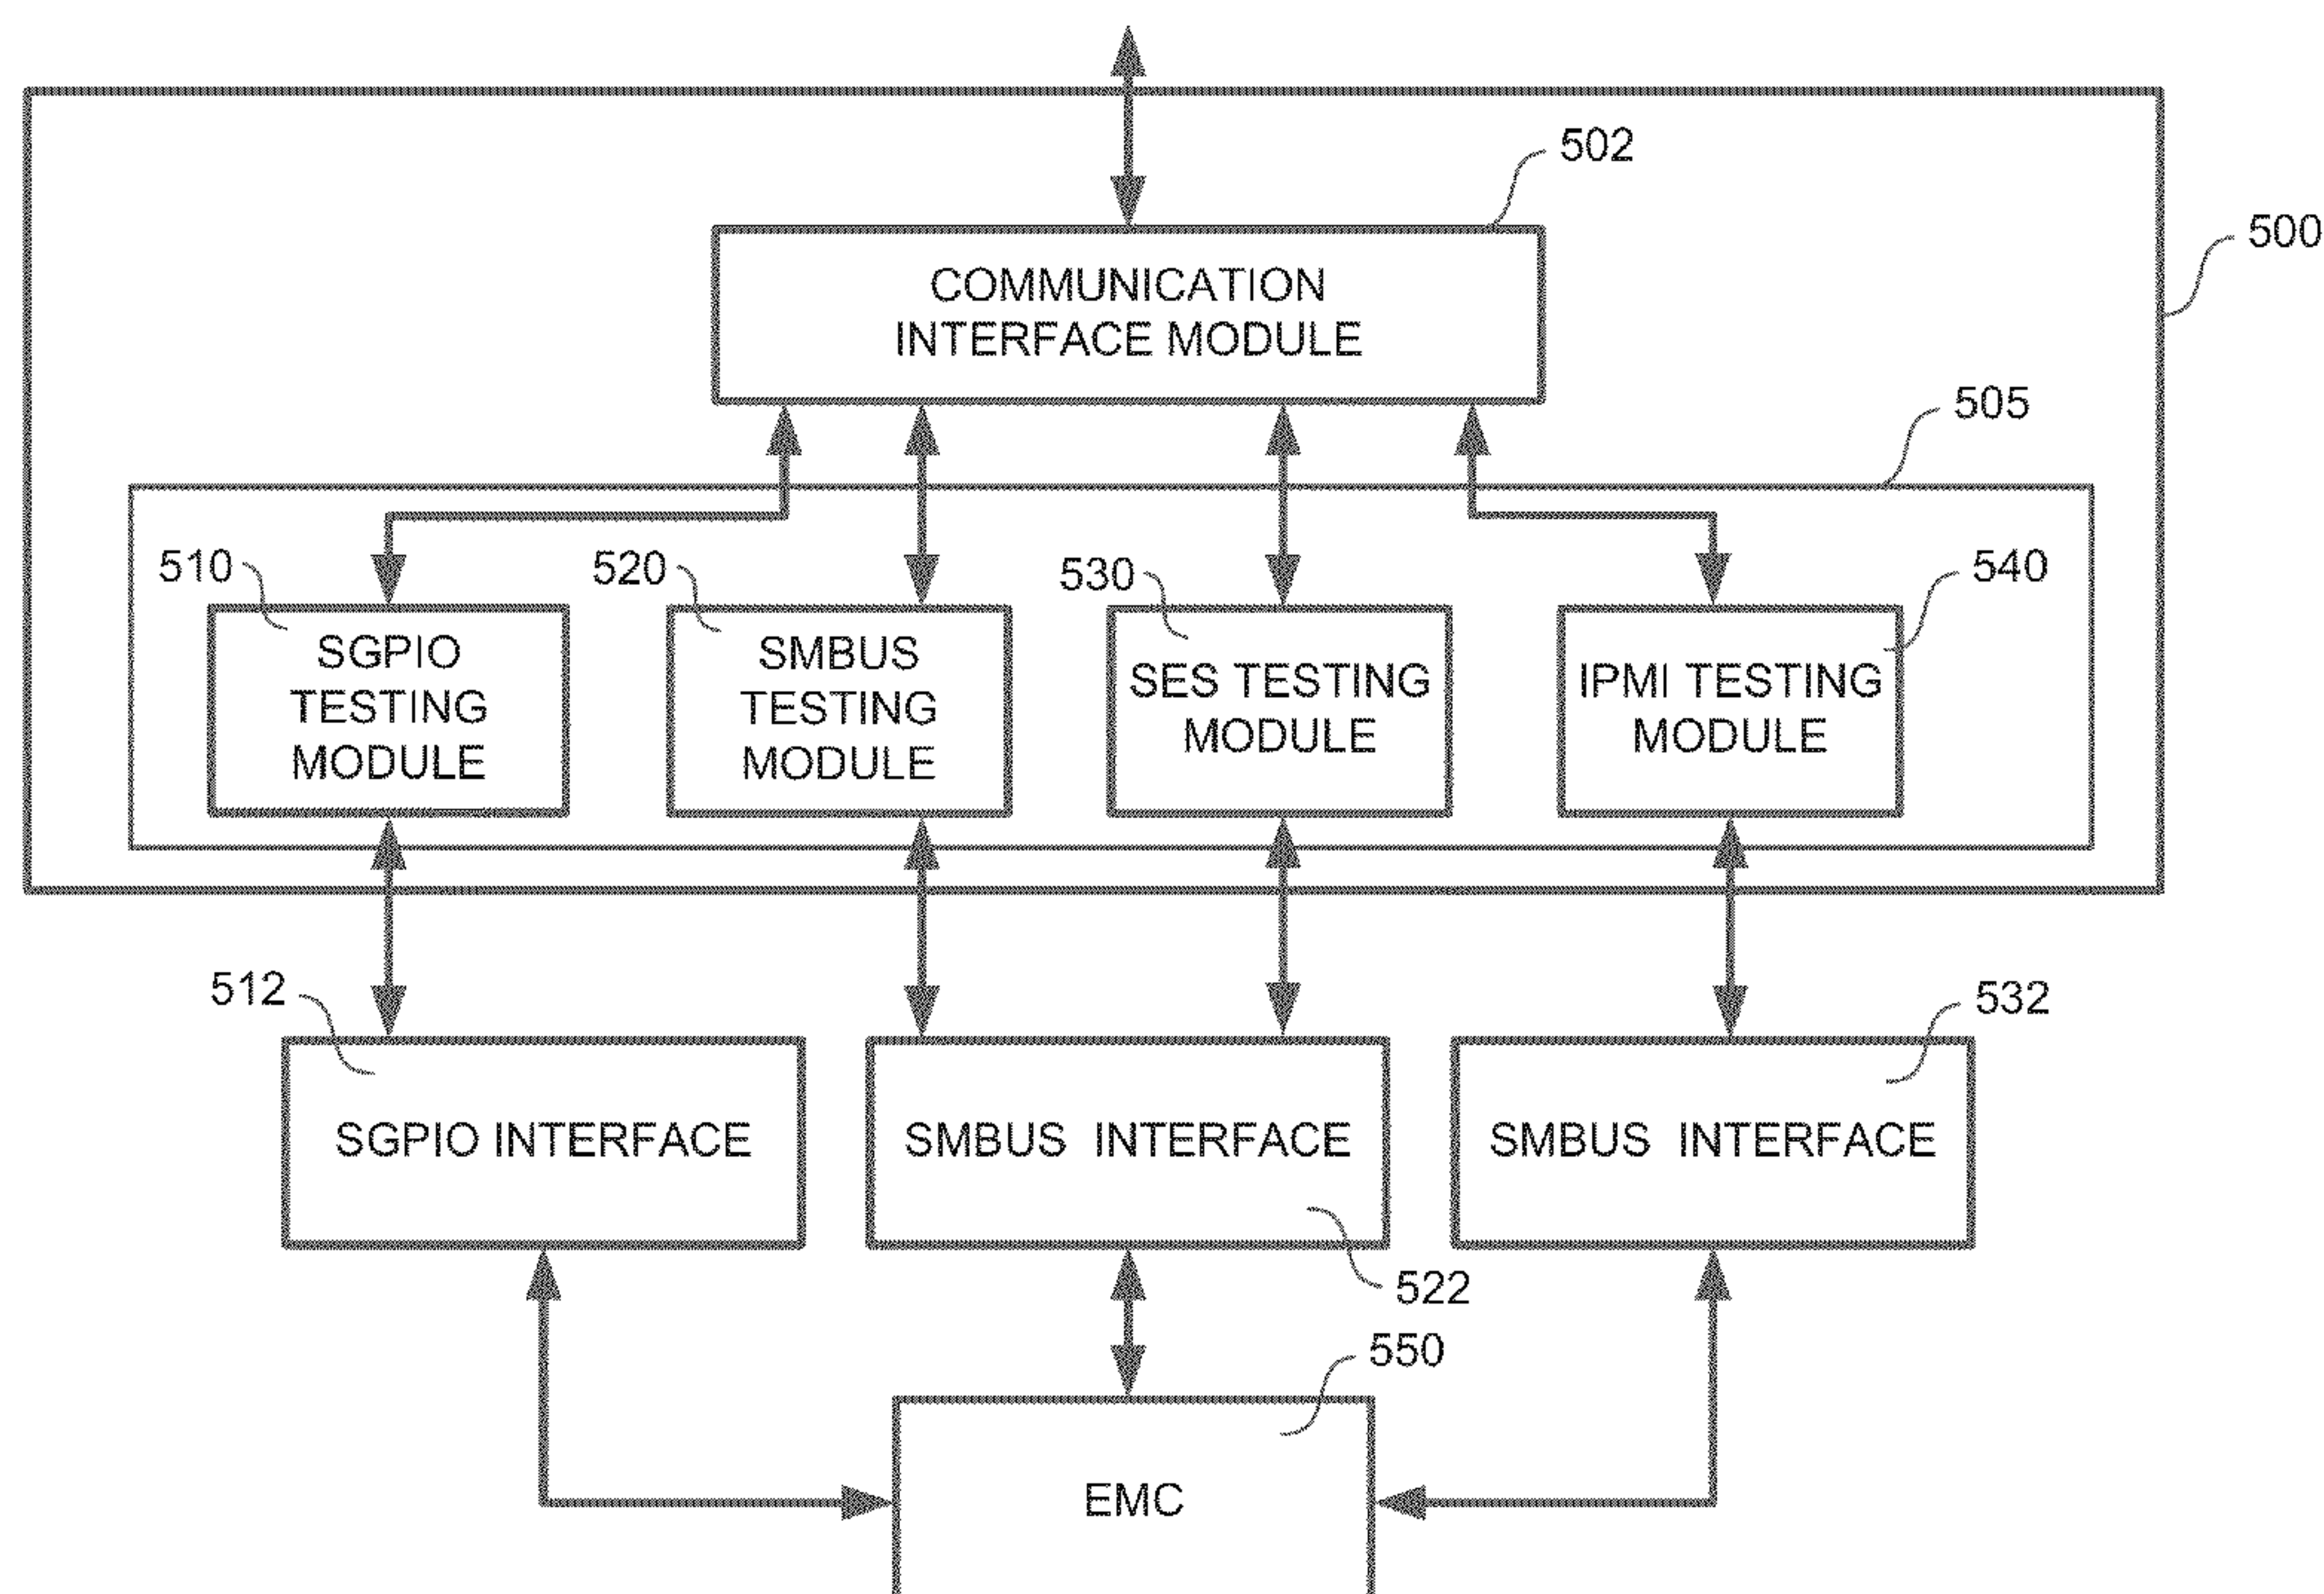 502
500
COMMUNICATION
INTERFACE MODULE
505
510
520
530
540
SGPIO
TESTING
MODULE
SMBUS
TESTING
MODULE
SES TESTING
MODULE
IPMI TESTING
MODULE
512
532
SGPIO INTERFACE
SMBUS INTERFACE
SMBUS INTERFACE
522
550
EMC